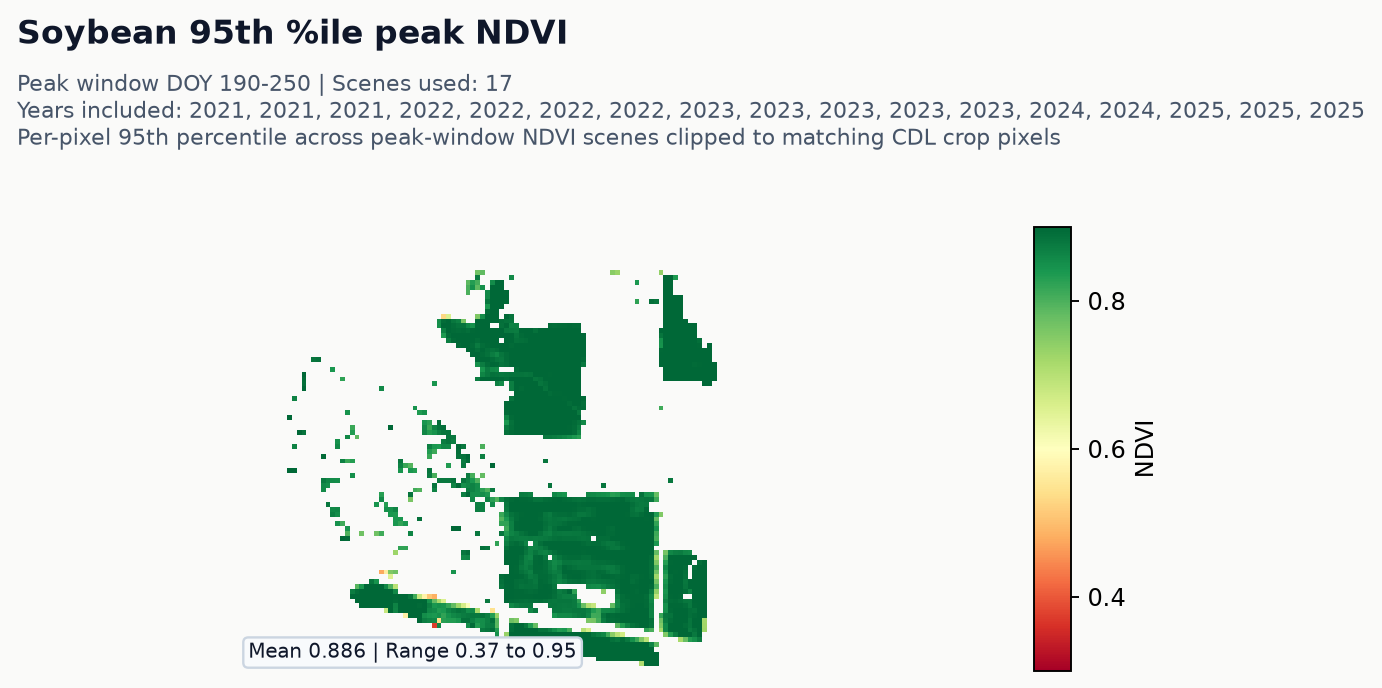 Soybean 95th %ile peak NDVI
Peak window DOY 190-250 | Scenes used: 17
Years included: 2021, 2021, 2021, 2022, 2022, 2022, 2022, 2023, 2023, 2023, 2023, 2023, 2024, 2024, 2025, 2025, 2025
Per-pixel 95th percentile across peak-window NDVI scenes clipped to matching CDL crop pixels
0.8
0.6
0.4
NDVI
Mean 0.886 | Range 0.37 to 0.95